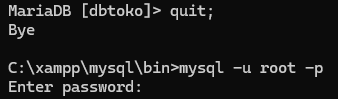 MariaDB [dbtoko]> quit;
Bye
C:\xampp\mysql\bin>mysql -u root -p
Enter password: